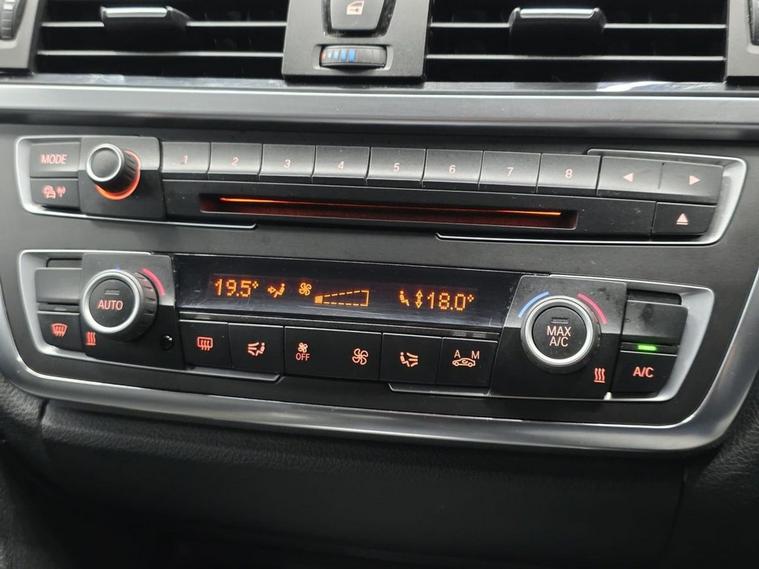 MODE 1 2 3 4 5 6 7 8
19.5° 18.0°
AUTO MAX A/C
OFF A M A/C